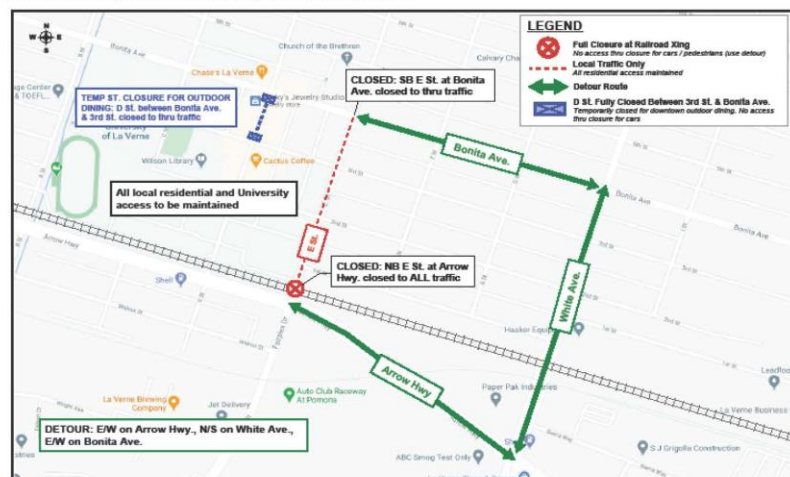 N
W E
S
LEGEND
Full Closure at Railroad Xing
No access thru closure for cars / pedestrians (use detour)
Local Traffic Only
All residential access maintained
Detour Route
D St. Fully Closed Between 3rd St. & Bonita Ave.
Temporarily closed for downtown outdoor dining. No access
thru closure for cars
Bonita Ave
Church of the Brethren
Calvary Cha
Chase's La Verne
CLOSED: SB E St. at Bonita
Ave. closed to thru traffic
TEMP ST. CLOSURE FOR OUTDOOR
DINING: D St. between Bonita Ave.
& 3rd St. closed to thru traffic
y's Jewelry Studio
of La Verne
Wilson Library
Cactus Coffee
Bonita Ave.
Bonita Ave
Bonita Ave
All local residential and University
access to be maintained
E St.
Arrow Hwy
CLOSED: NB E St. at Arrow
Hwy. closed to ALL traffic
Shell
White Ave.
Arrow Hwy
Auto Club Raceway
At Pomona
Paper Pak Industries
Leadfoo
La Verne Brewing
Company
Jet Delivery
La Verne Business
DETOUR: E/W on Arrow Hwy., N/S on White Ave.,
E/W on Bonita Ave.
S J Grigolla Construction
ABC Smog Test Only